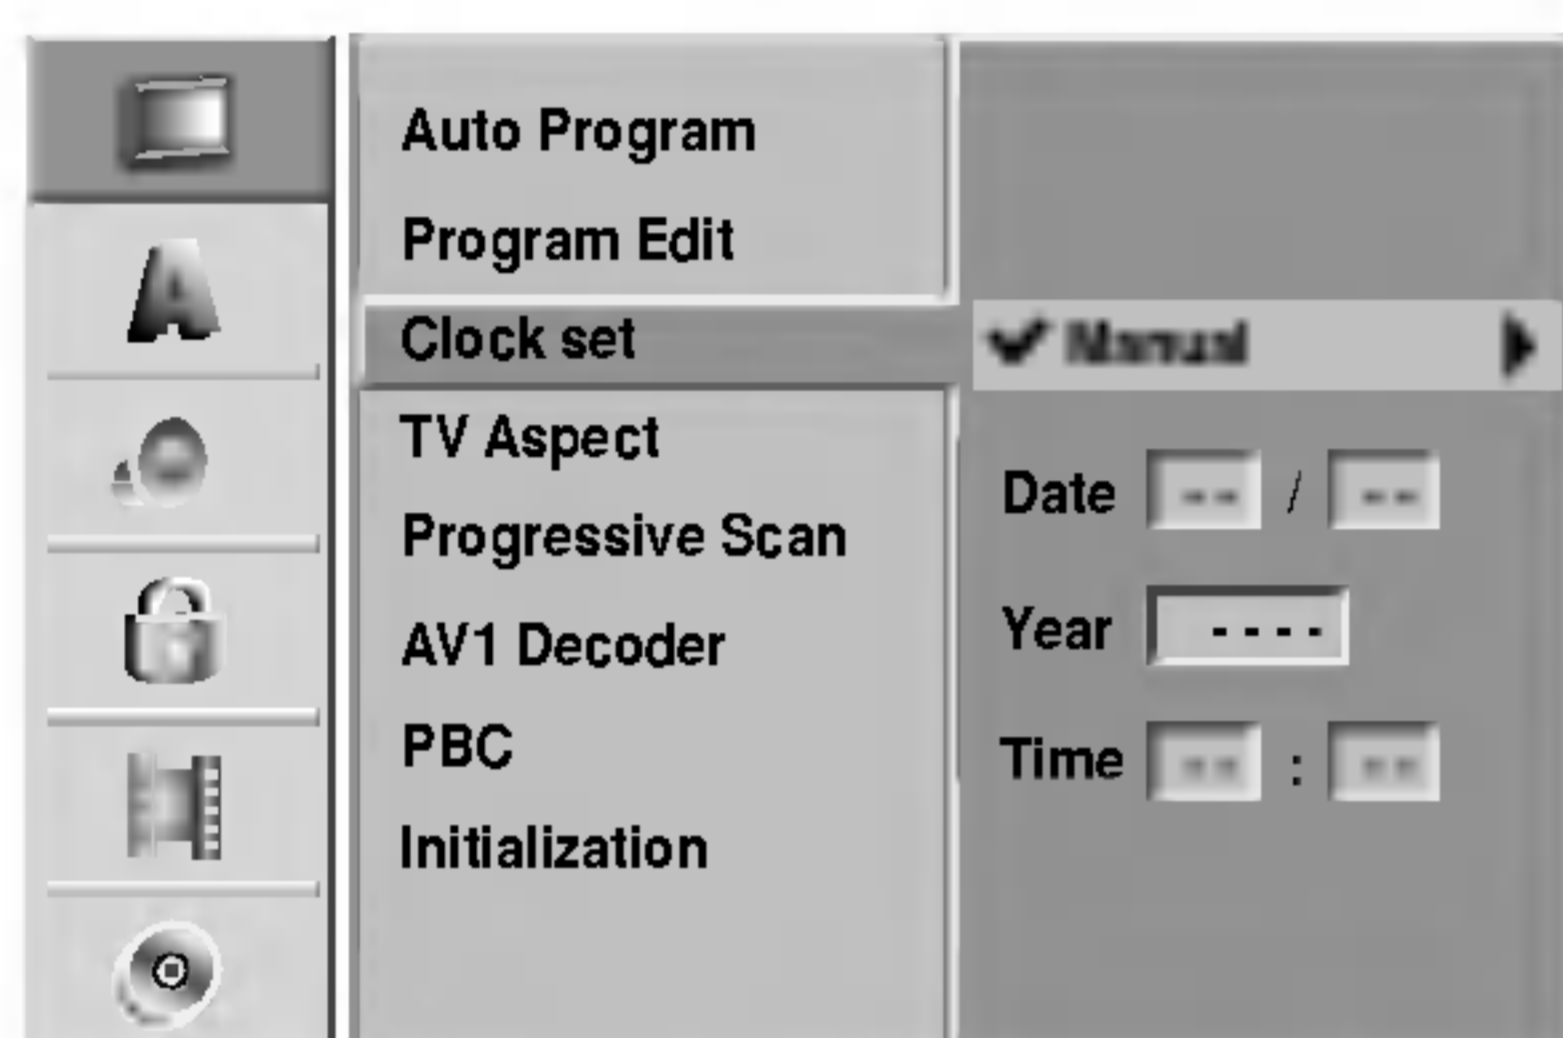 A
Auto Program
Program Edit
Clock set
TV Aspect
Progressive Scan
AV1 Decoder
PBC
Initialization
✔ Manual ▶
Date -- / --
Year ----
Time -- : --